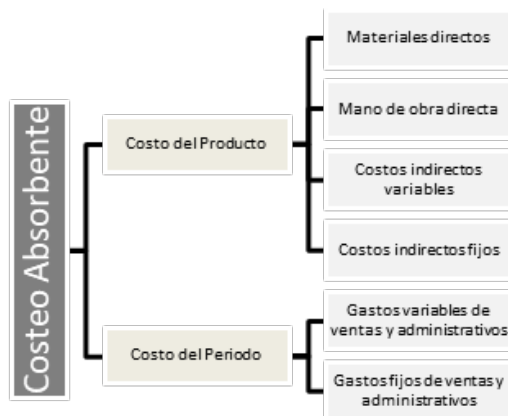 Costeo Absorbente
Costo del Producto
Materiales directos
Mano de obra directa
Costos indirectos
variables
Costos indirectos fijos
Costo del Periodo
Gastos variables de
ventas y administrativos
Gastos fijos de ventas y
administrativos